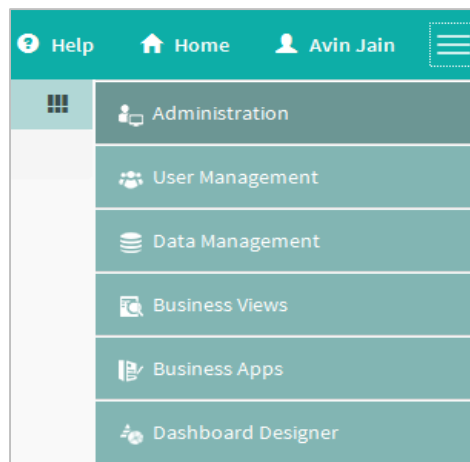 Help Home Avin Jain
Administration
User Management
Data Management
Business Views
Business Apps
Dashboard Designer